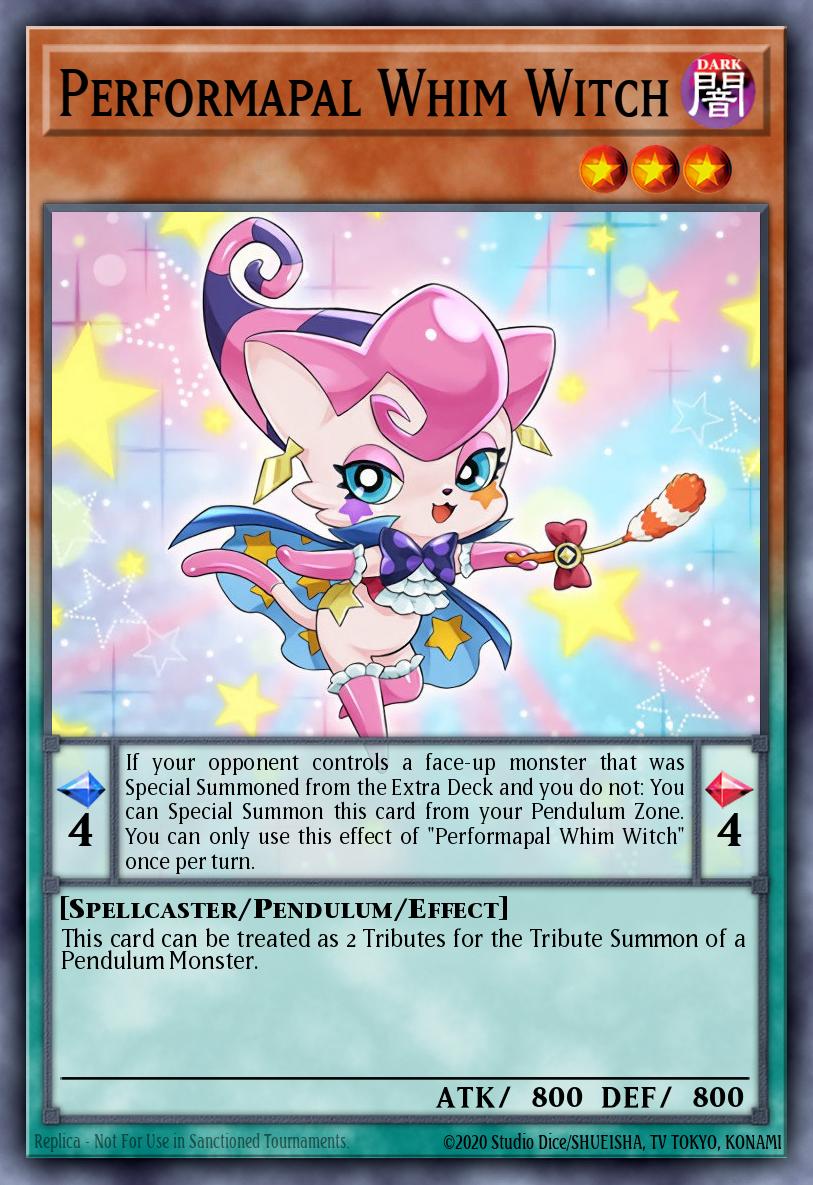 Performapal Whim Witch
DARK
闇
If your opponent controls a face-up monster that was
Special Summoned from the Extra Deck and you do not: You
can Special Summon this card from your Pendulum Zone.
You can only use this effect of "Performapal Whim Witch"
once per turn.
4
4
[Spellcaster/Pendulum/Effect]
This card can be treated as 2 Tributes for the Tribute Summon of a
Pendulum Monster.
ATK/ 800 DEF/ 800
Replica - Not For Use in Sanctioned Tournaments.
©2020 Studio Dice/SHUEISHA, TV TOKYO, KONAMI